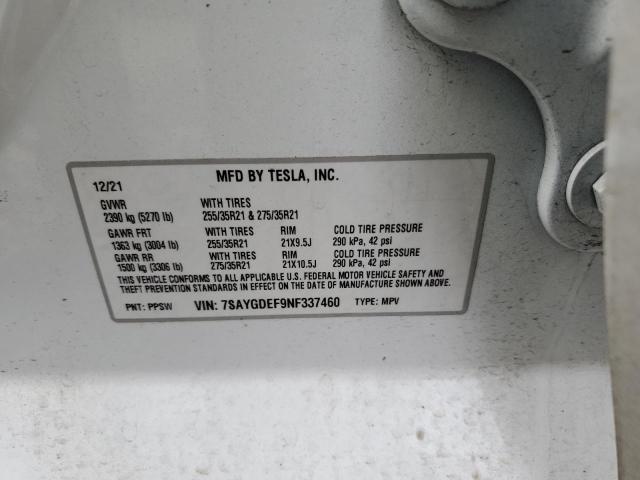 MFD BY TESLA, INC.
12/21
GVWR WITH TIRES
2390 kg (5270 lb) 255/35R21 & 275/35R21
GAWR FRT WITH TIRES RIM COLD TIRE PRESSURE
1363 kg (3004 lb) 255/35R21 21X9.5J 290 kPa, 42 psi
GAWR RR WITH TIRES RIM COLD TIRE PRESSURE
1500 kg (3306 lb) 275/35R21 21X10.5J 290 kPa, 42 psi
THIS VEHICLE CONFORMS TO ALL APPLICABLE U.S. FEDERAL MOTOR VEHICLE SAFETY AND
THEFT PREVENTION STANDARDS IN EFFECT ON THE DATE OF MANUFACTURE SHOWN ABOVE.
PNT: PPSW VIN: 7SAYGDEF9NF337460 TYPE: MPV